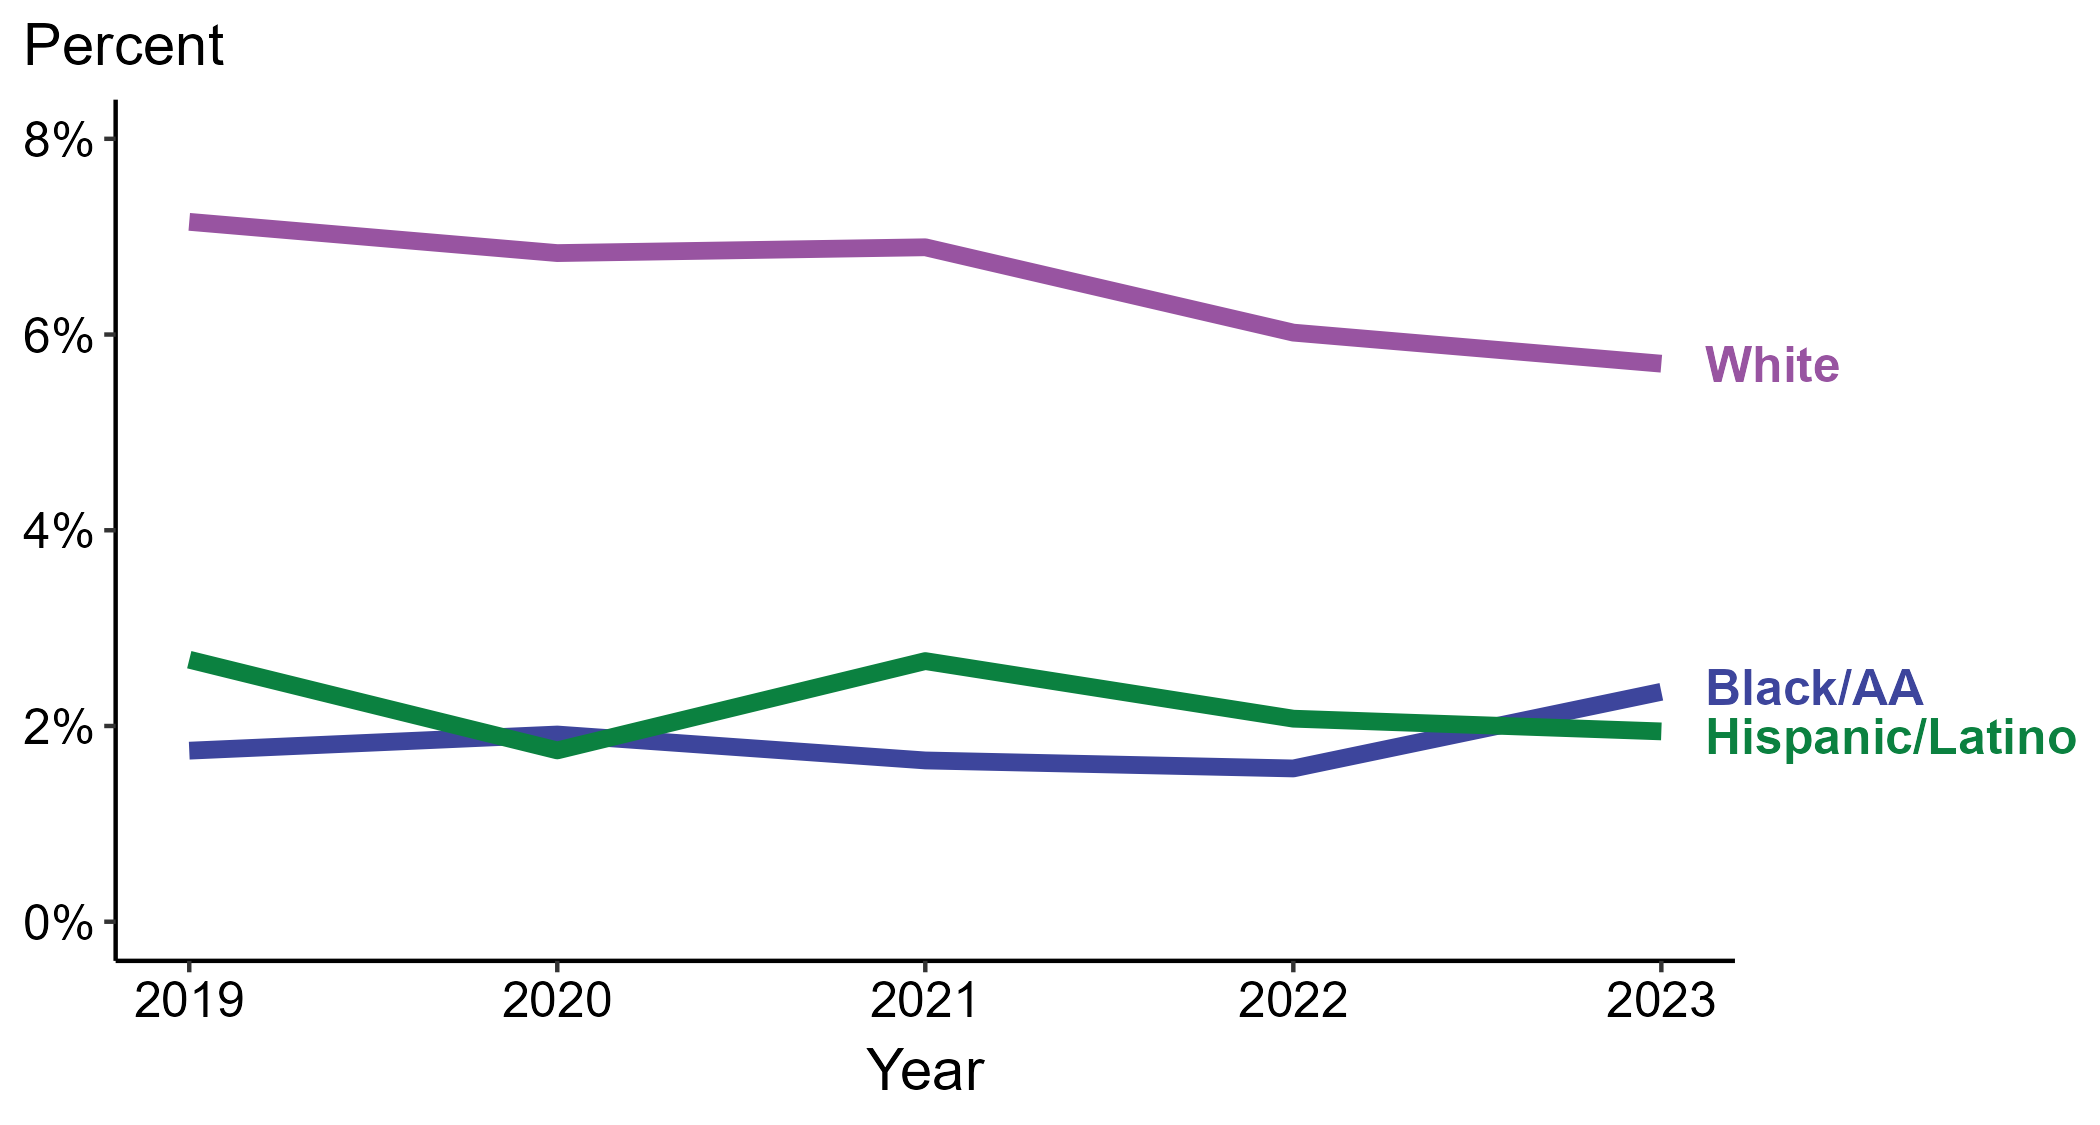 Percent
8%
6%
4%
2%
0%
White
Black/AA
Hispanic/Latino
2019 2020 2021 2022 2023
Year